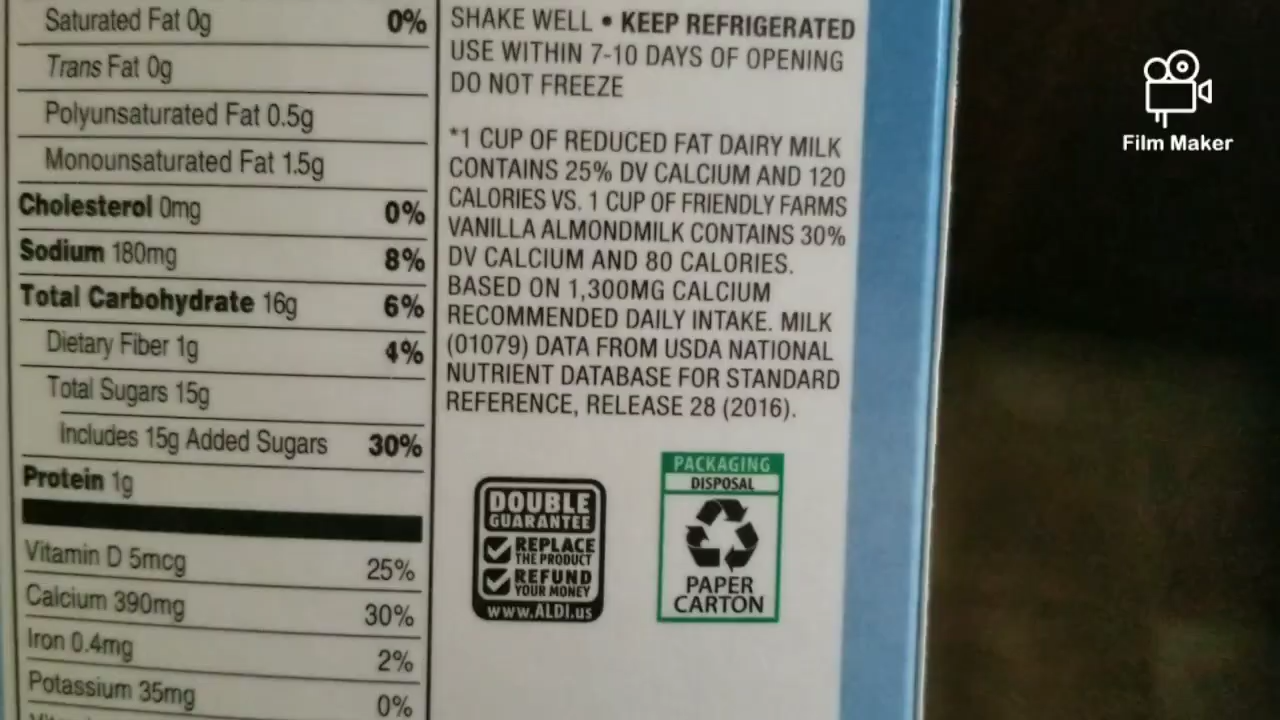 Saturated Fat 0g 0%
Trans Fat 0g
Polyunsaturated Fat 0.5g
Monounsaturated Fat 1.5g
Cholesterol 0mg 0%
Sodium 180mg 8%
Total Carbohydrate 16g 6%
Dietary Fiber 1g 4%
Total Sugars 15g
Includes 15g Added Sugars 30%
Protein 1g
Vitamin D 5mcg 25%
Calcium 390mg 30%
Iron 0.4mg 2%
Potassium 35mg 0%
SHAKE WELL • KEEP REFRIGERATED
USE WITHIN 7-10 DAYS OF OPENING
DO NOT FREEZE
*1 CUP OF REDUCED FAT DAIRY MILK
CONTAINS 25% DV CALCIUM AND 120
CALORIES VS. 1 CUP OF FRIENDLY FARMS
VANILLA ALMONDMILK CONTAINS 30%
DV CALCIUM AND 80 CALORIES.
BASED ON 1,300MG CALCIUM
RECOMMENDED DAILY INTAKE. MILK
(01079) DATA FROM USDA NATIONAL
NUTRIENT DATABASE FOR STANDARD
REFERENCE, RELEASE 28 (2016).
DOUBLE
GUARANTEE
REPLACE
THE PRODUCT
REFUND
YOUR MONEY
www.ALDI.us
PACKAGING
DISPOSAL
PAPER
CARTON
Film Maker